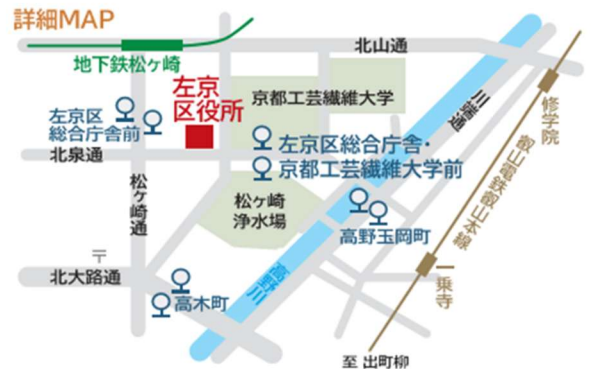 詳細MAP
北山通
地下鉄松ヶ崎
左京
区役所
京都工芸繊維大学
川端通
修学院
左京区
総合庁舎前
左京区総合庁舎・
京都工芸繊維大学前
北泉通
松ヶ崎通
松ヶ崎
浄水場
高野玉岡町
叡山電鉄叡山本線
一乗寺
〒
北大路通
高木町
高野川
至 出町柳